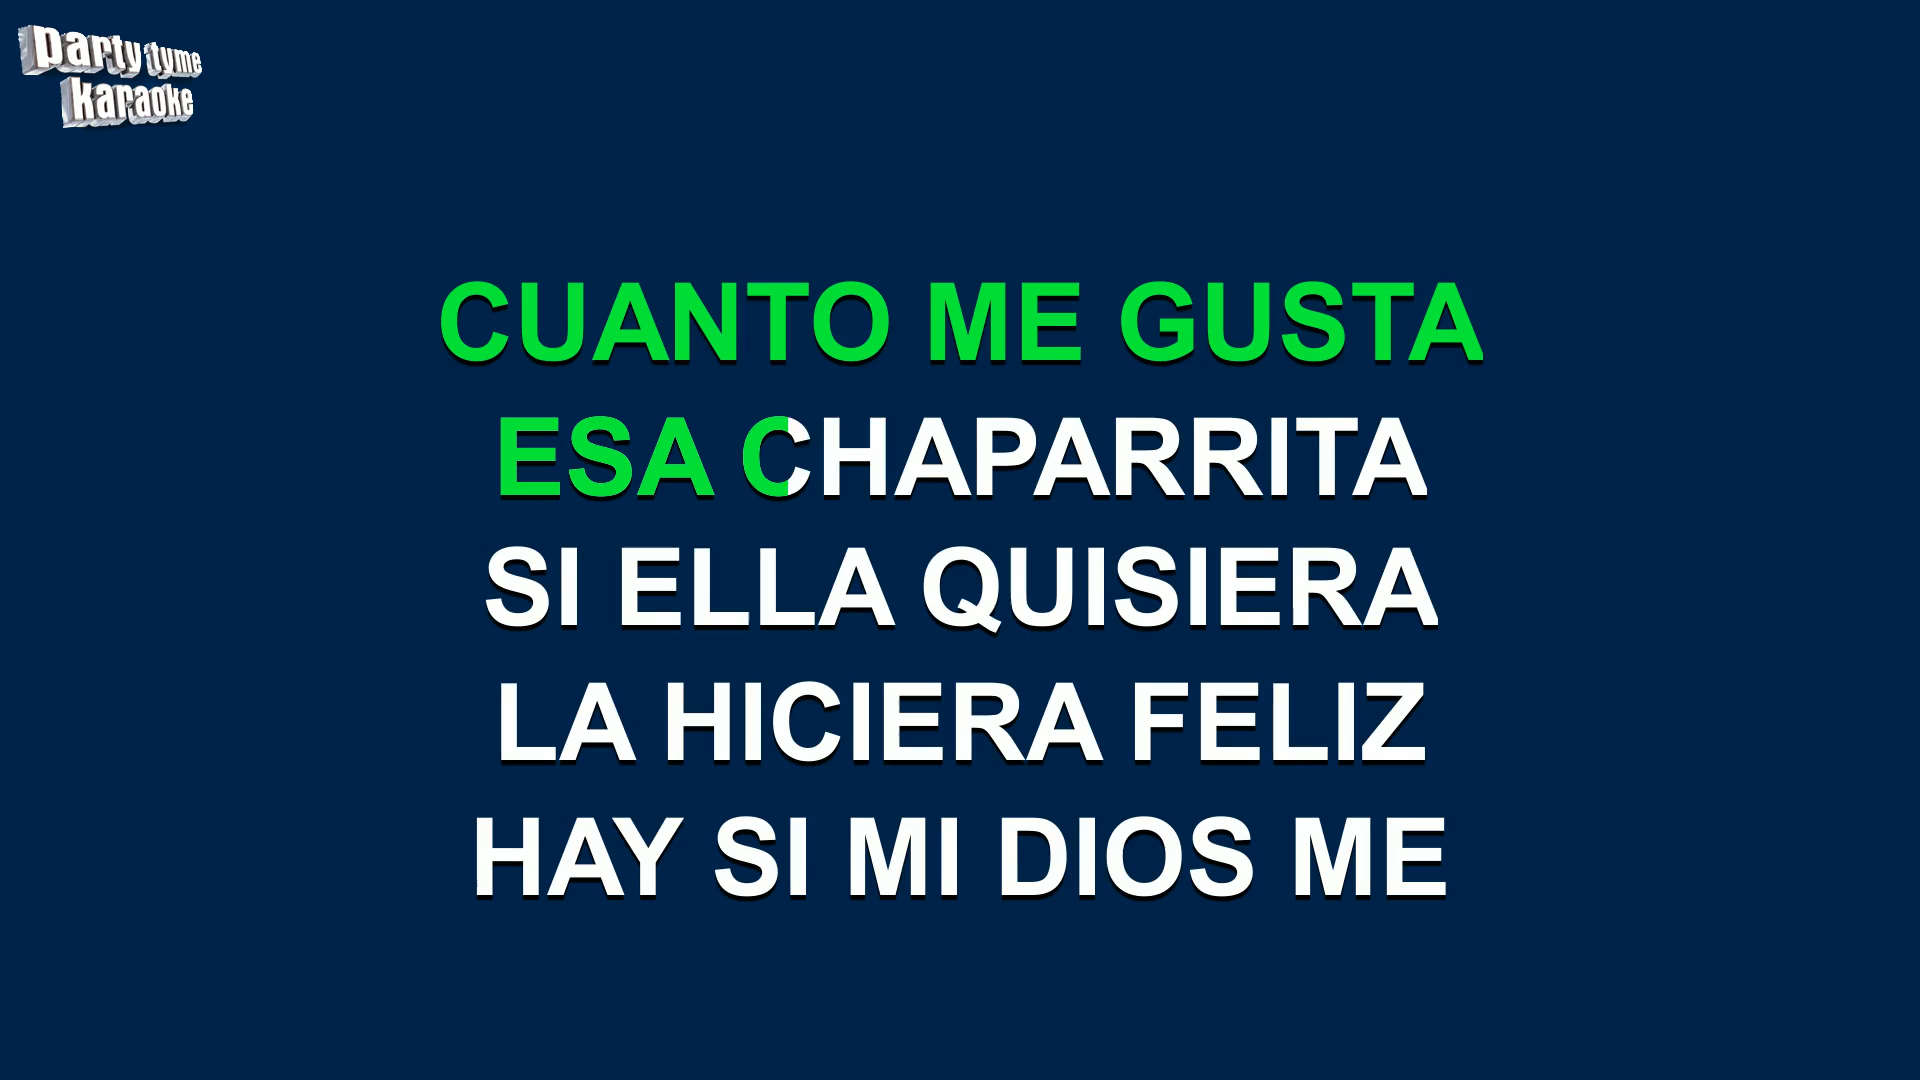 party tyme
karaoke
CUANTO ME GUSTA
ESA CHAPARRITA
SI ELLA QUISIERA
LA HICIERA FELIZ
HAY SI MI DIOS ME